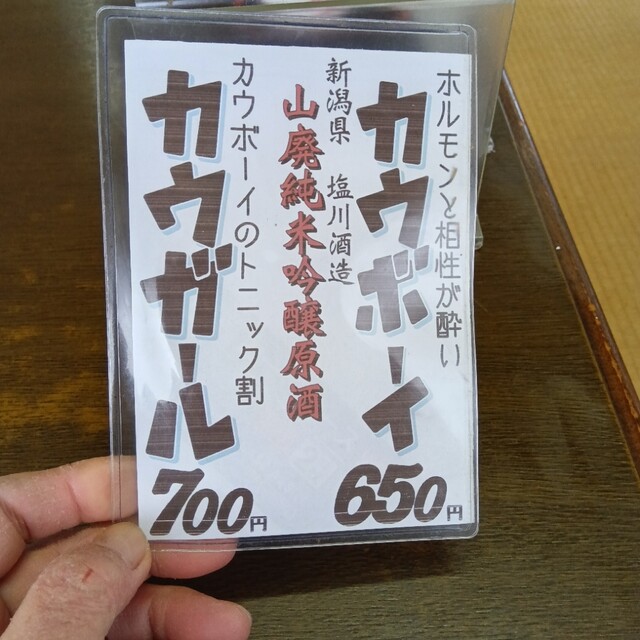 ホルモンと相性が酔い
カウボーイ
650円
新潟県 塩川酒造
山廃純米吟醸原酒
カウボーイのトニック割
カウガール
700円